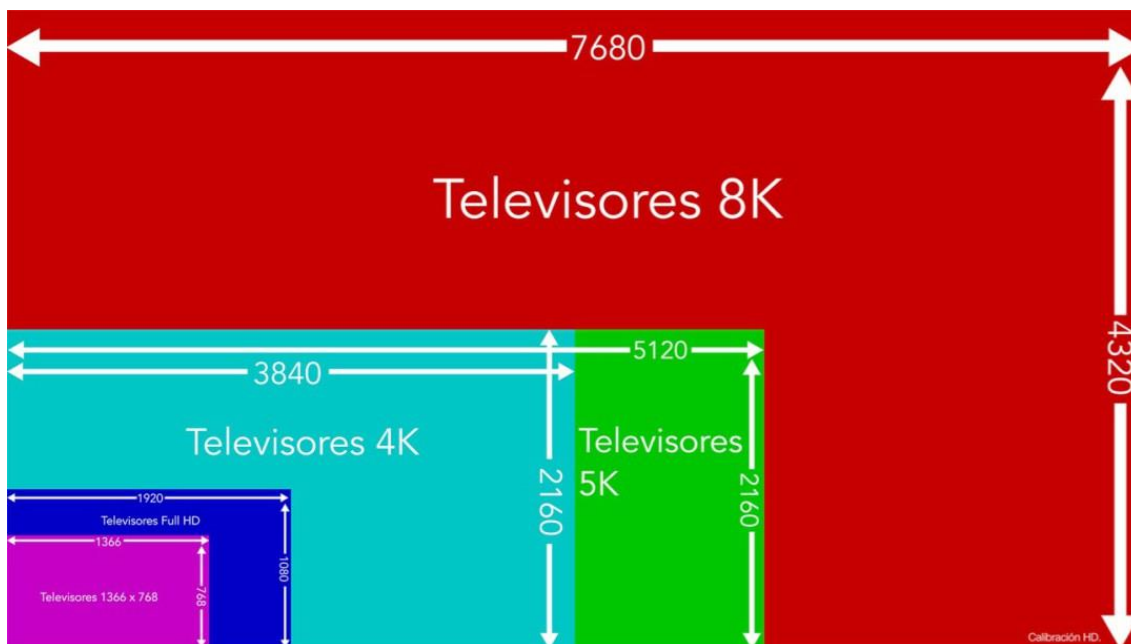 7680
Televisores 8K
4320
5120
3840
Televisores 4K
2160
Televisores
5K
2160
1920
Televisores Full HD
1080
1366
768
Televisores 1366 x 768
Calibración HD.